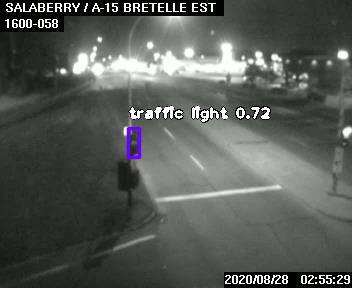 SALABERRY / A-15 BRETELLE EST
1600-058
traffic light 0.72
2020/08/28 02:55:29